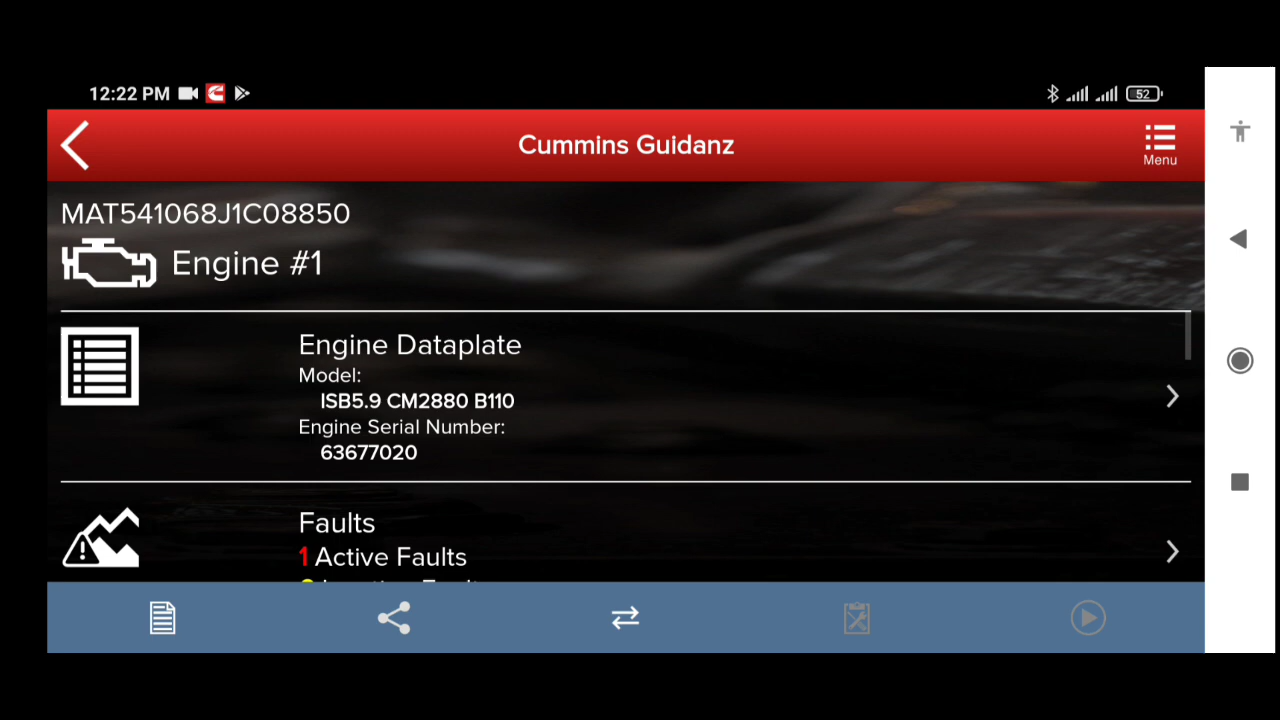 12:22 PM
52
Cummins Guidanz
Menu
MAT541068J1C08850
Engine #1
Engine Dataplate
Model:
ISB5.9 CM2880 B110
Engine Serial Number:
63677020
Faults
1 Active Faults